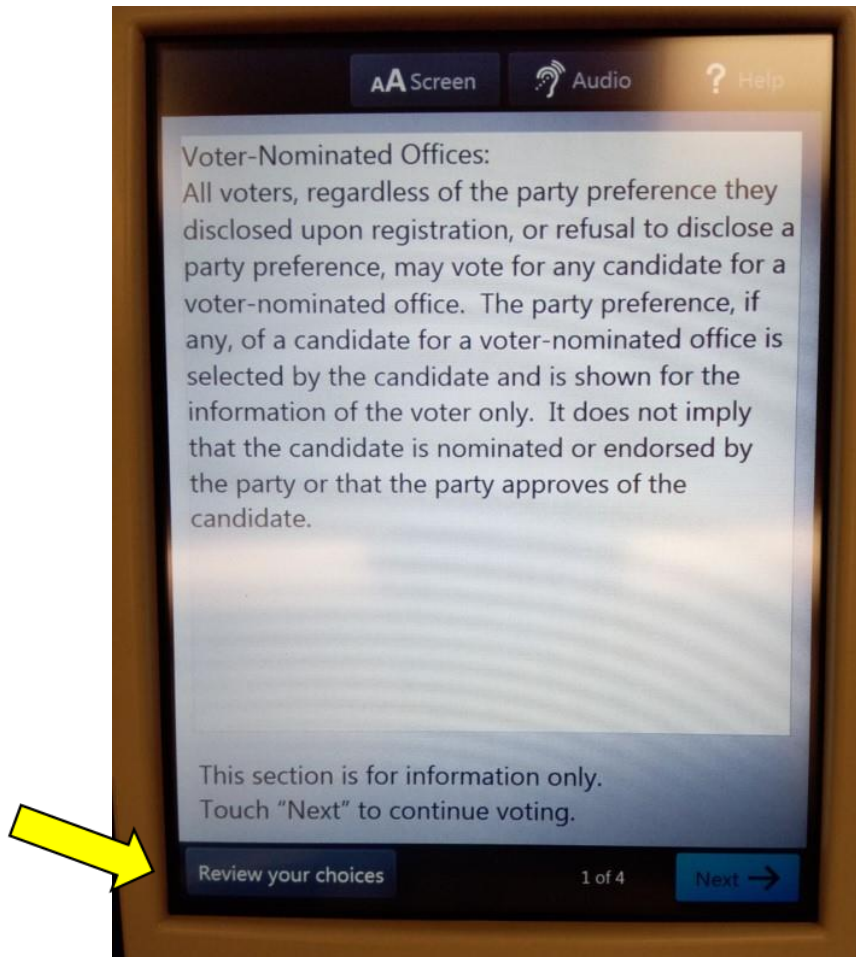 AA Screen Audio ? Help
Voter-Nominated Offices:
All voters, regardless of the party preference they
disclosed upon registration, or refusal to disclose a
party preference, may vote for any candidate for a
voter-nominated office.  The party preference, if
any, of a candidate for a voter-nominated office is
selected by the candidate and is shown for the
information of the voter only.  It does not imply
that the candidate is nominated or endorsed by
the party or that the party approves of the
candidate.
This section is for information only.
Touch "Next" to continue voting.
Review your choices 1 of 4 Next